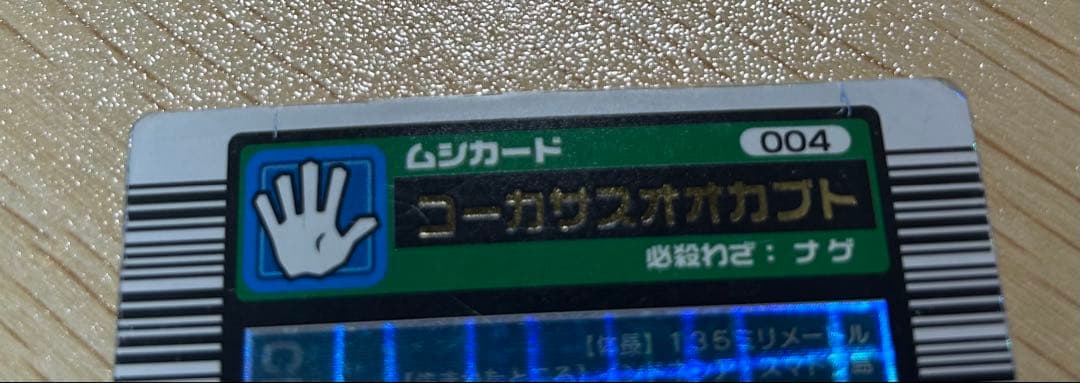 ムシカード
004
コーカサスオオカブト
必殺わざ：ナゲ
【体長】135ミリメートル